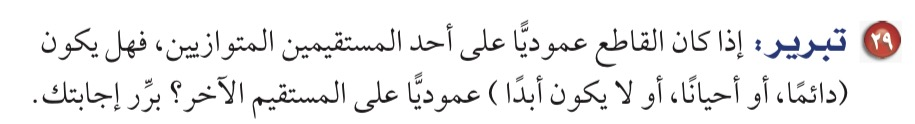 ٢٩ تبرير: إذا كان القاطع عموديًّا على أحد المستقيمين المتوازيين، فهل يكون
(دائمًا، أو أحيانًا، أو لا يكون أبدًا) عموديًّا على المستقيم الآخر؟ برِّر إجابتك.